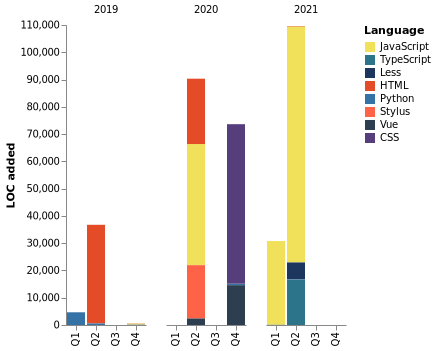 2019 2020 2021
Language
JavaScript
TypeScript
Less
HTML
Python
Stylus
Vue
CSS
LOC added
110,000
100,000
90,000
80,000
70,000
60,000
50,000
40,000
30,000
20,000
10,000
0
Q1 Q2 Q3 Q4 Q1 Q2 Q3 Q4 Q1 Q2 Q3 Q4